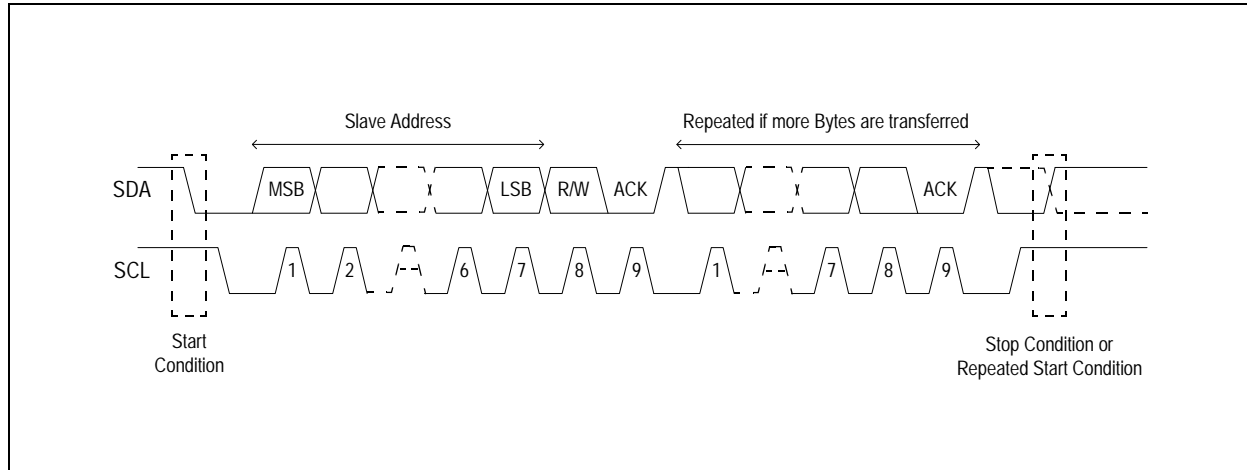 Slave Address
Repeated if more Bytes are transferred
SDA
MSB
LSB
R/W
ACK
ACK
SCL
1
2
6
7
8
9
1
7
8
9
Start
Condition
Stop Condition or
Repeated Start Condition